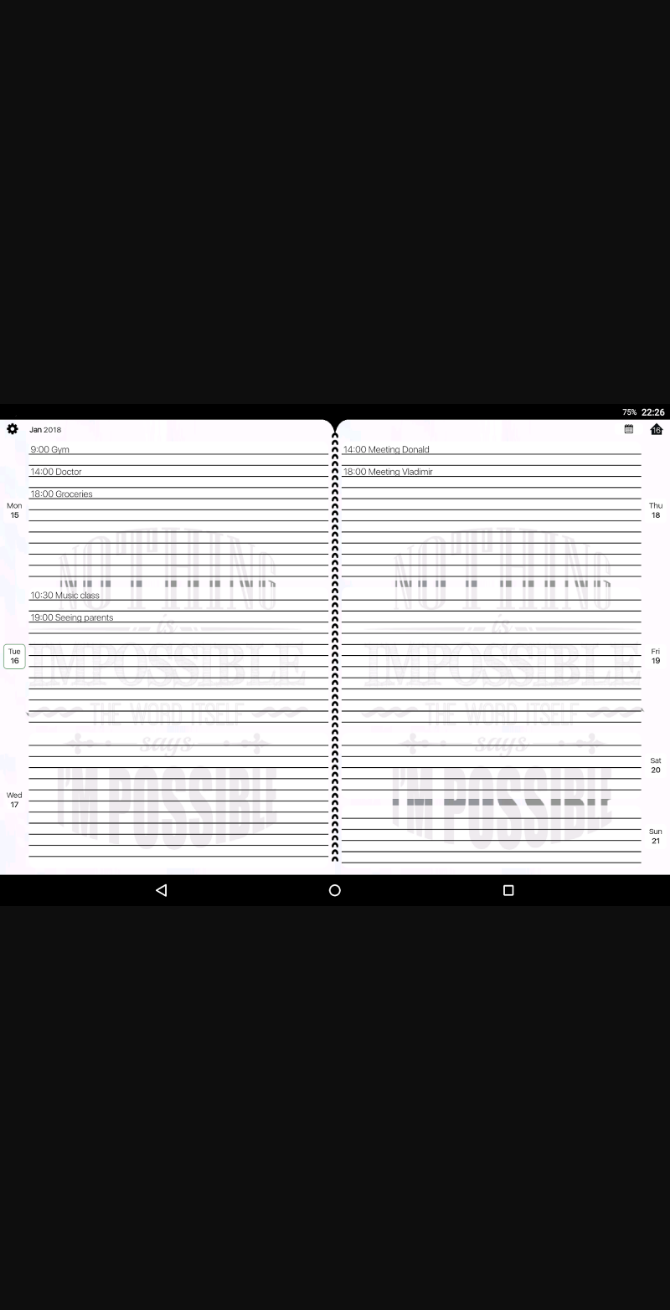 75% 22:26
Jan 2018
16
9:00 Gym
14:00 Doctor
18:00 Groceries
Mon
15
10:30 Music class
19:00 Seeing parents
Tue
16
Wed
17
14:00 Meeting Donald
18:00 Meeting Vladimir
Thu
18
Fri
19
Sat
20
Sun
21
NOTHING
is
IMPOSSIBLE
THE WORD ITSELF
says
I'M POSSIBLE
NOTHING
is
IMPOSSIBLE
THE WORD ITSELF
says
I'M POSSIBLE